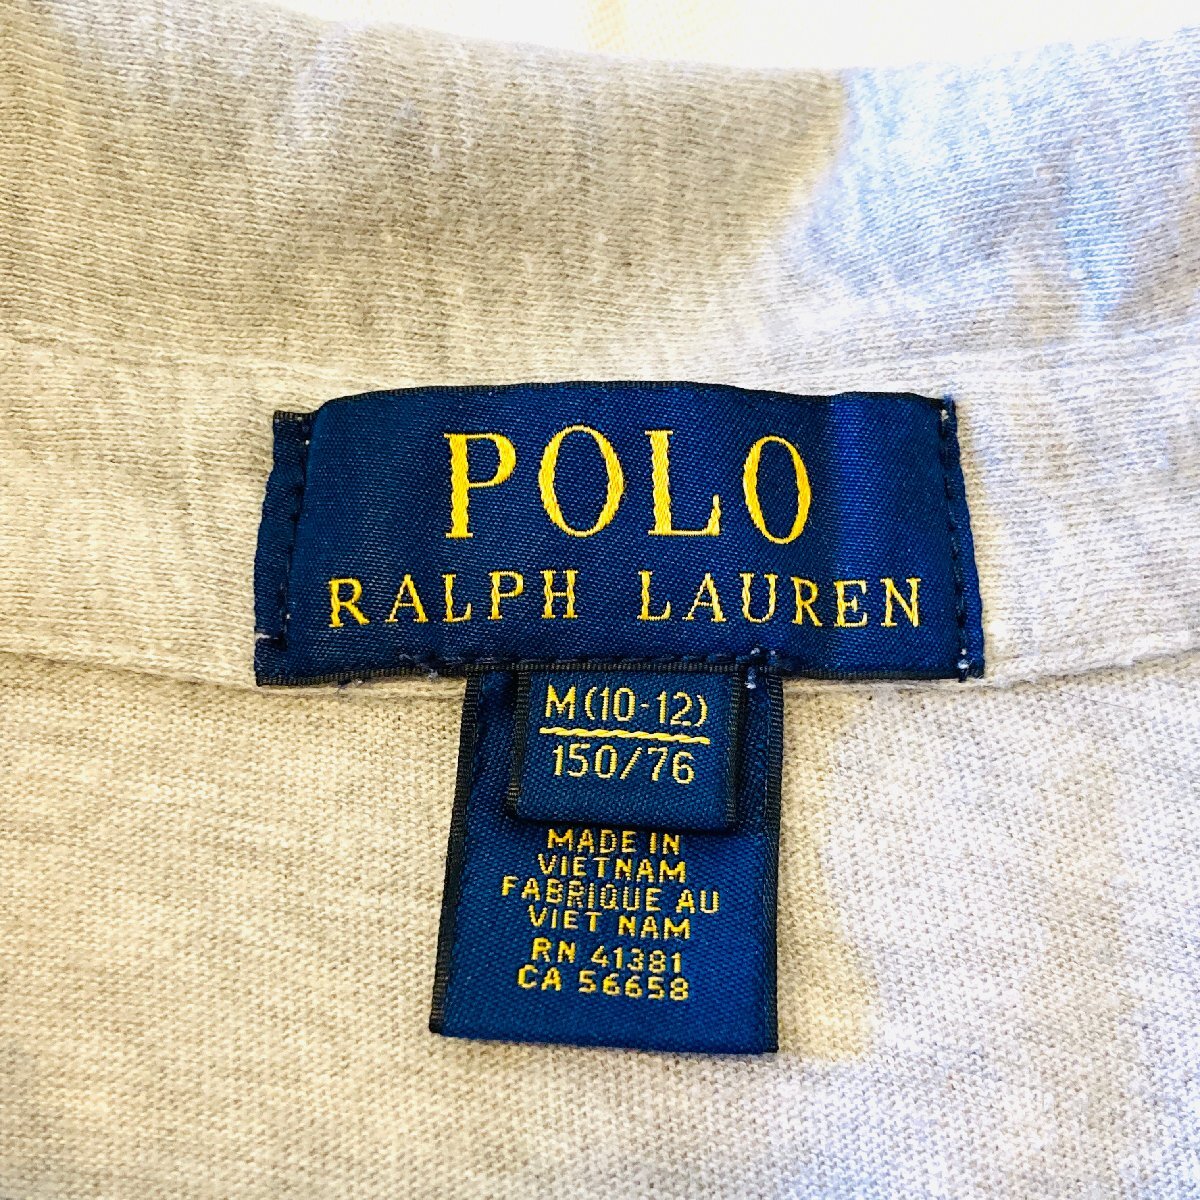 POLO
RALPH LAUREN
M (10-12)
150/76
MADE IN
VIETNAM
FABRIQUE AU
VIET NAM
RN 41381
CA 56658